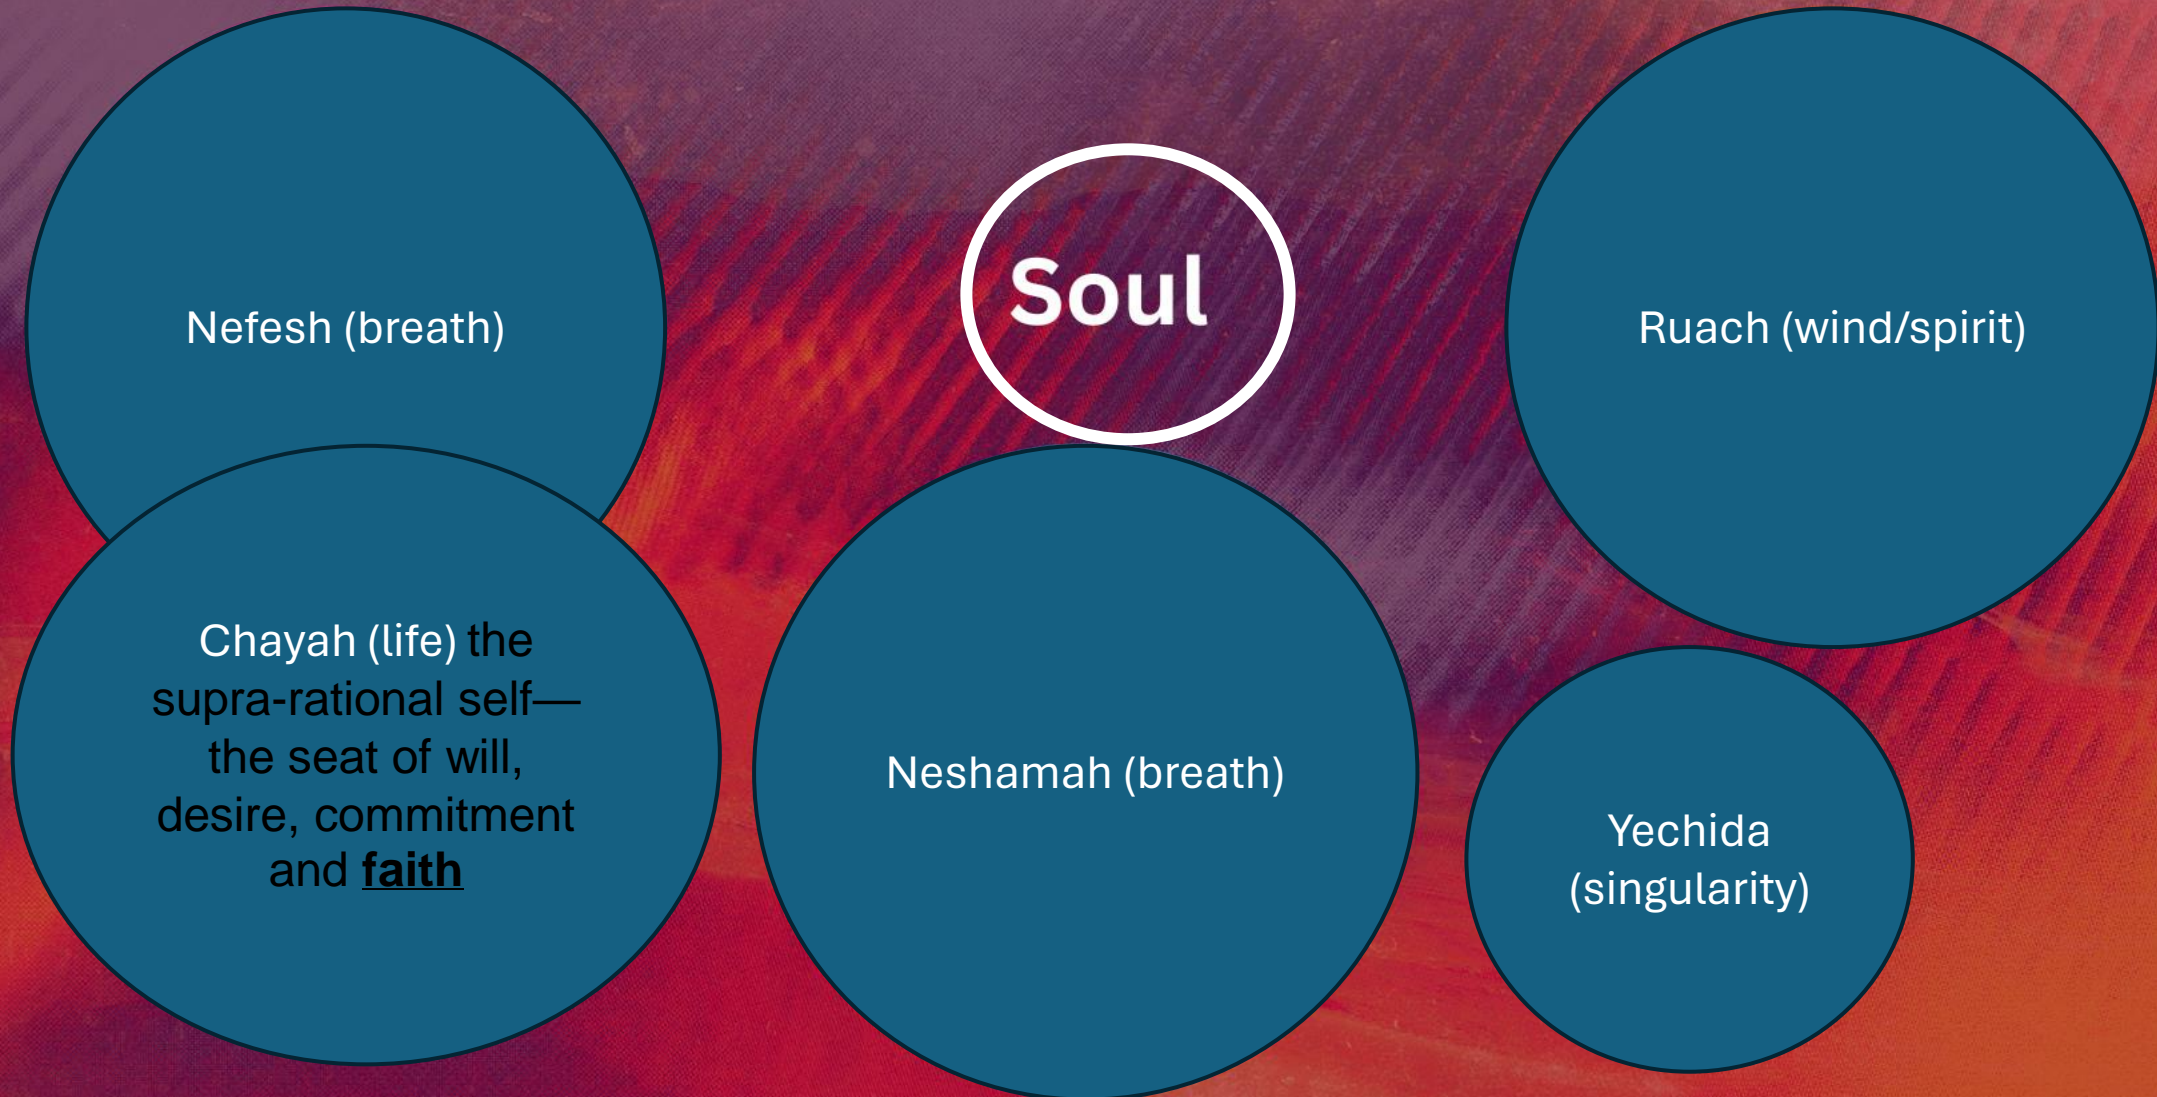 Nefesh (breath)
Soul
Ruach (wind/spirit)
Chayah (life) the
supra-rational self—
the seat of will,
desire, commitment
and faith
Neshamah (breath)
Yechida
(singularity)